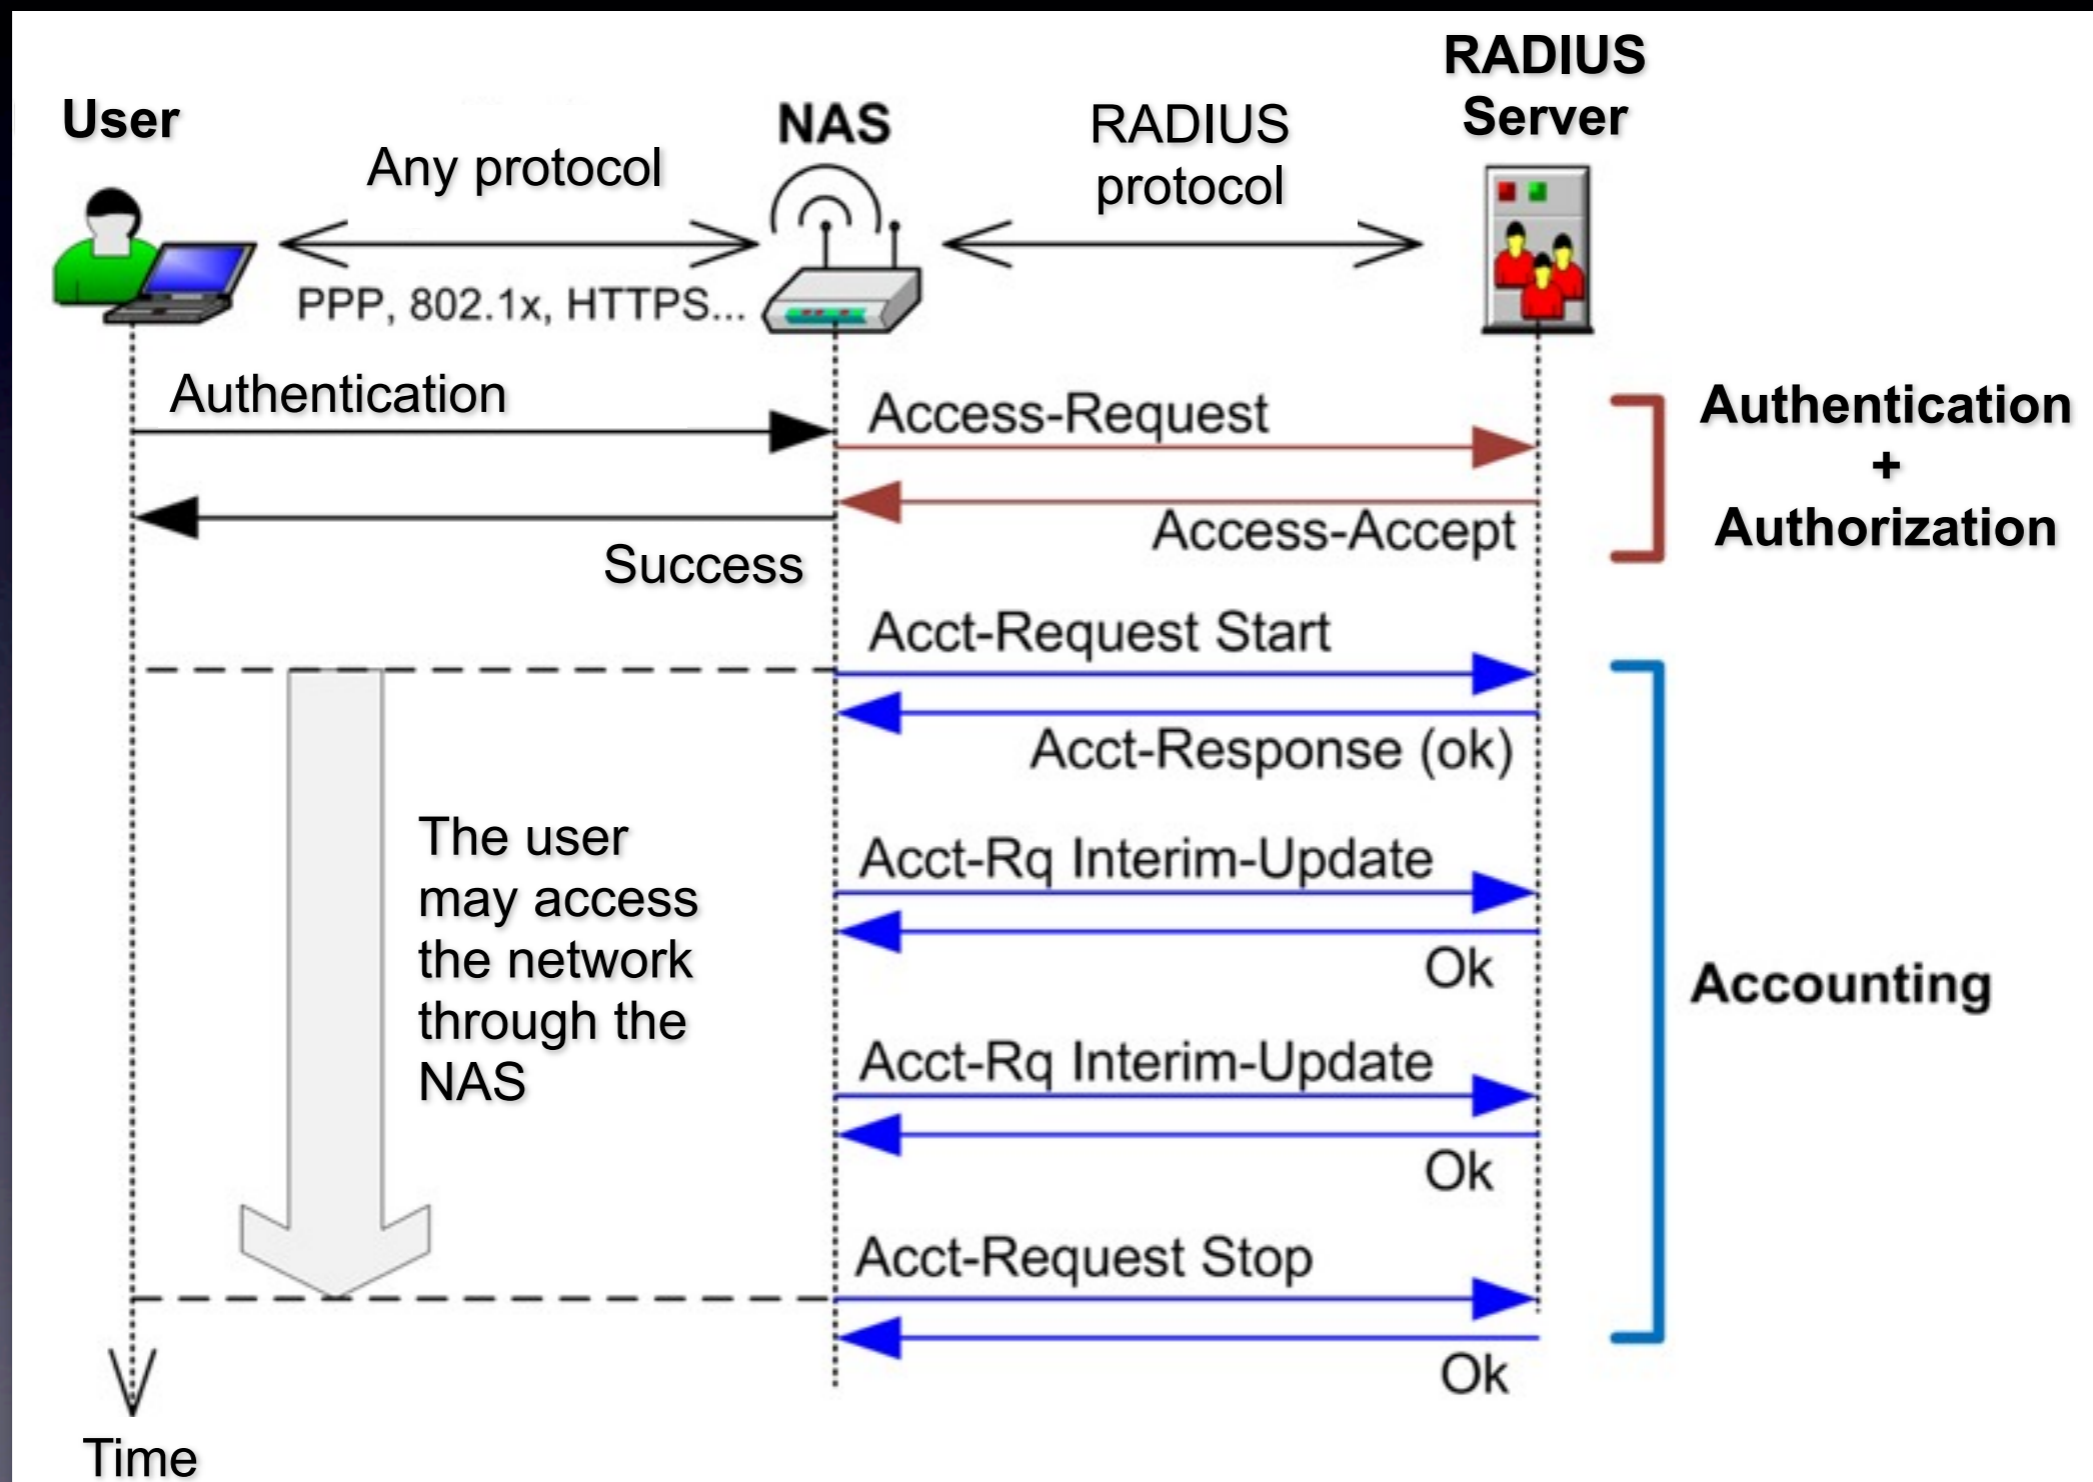 User
Any protocol
PPP, 802.1x, HTTPS...
NAS
RADIUS
protocol
RADIUS
Server
Authentication
Access-Request
Access-Accept
Success
Authentication
+
Authorization
Acct-Request Start
Acct-Response (ok)
The user
may access
the network
through the
NAS
Acct-Rq Interim-Update
Ok
Acct-Rq Interim-Update
Ok
Acct-Request Stop
Ok
Accounting
Time